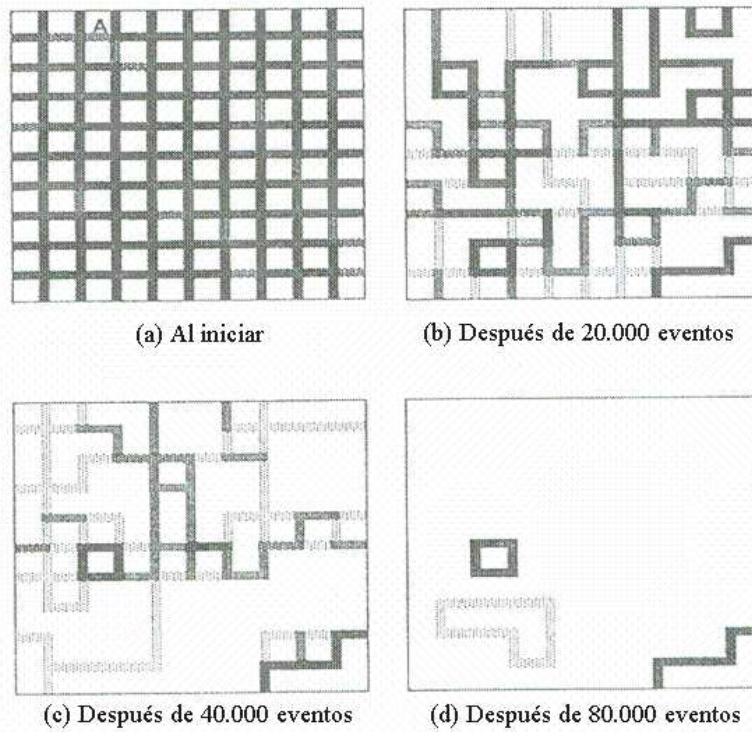 A
(a) Al iniciar
(b) Después de 20.000 eventos
(c) Después de 40.000 eventos
(d) Después de 80.000 eventos